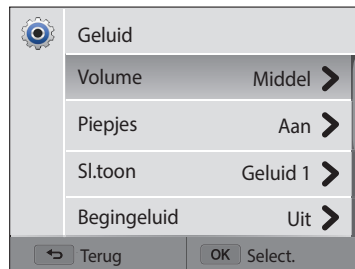 Geluid
Volume Middel
Piepjes Aan
Sl.toon Geluid 1
Begingeluid Uit
Terug OK Select.